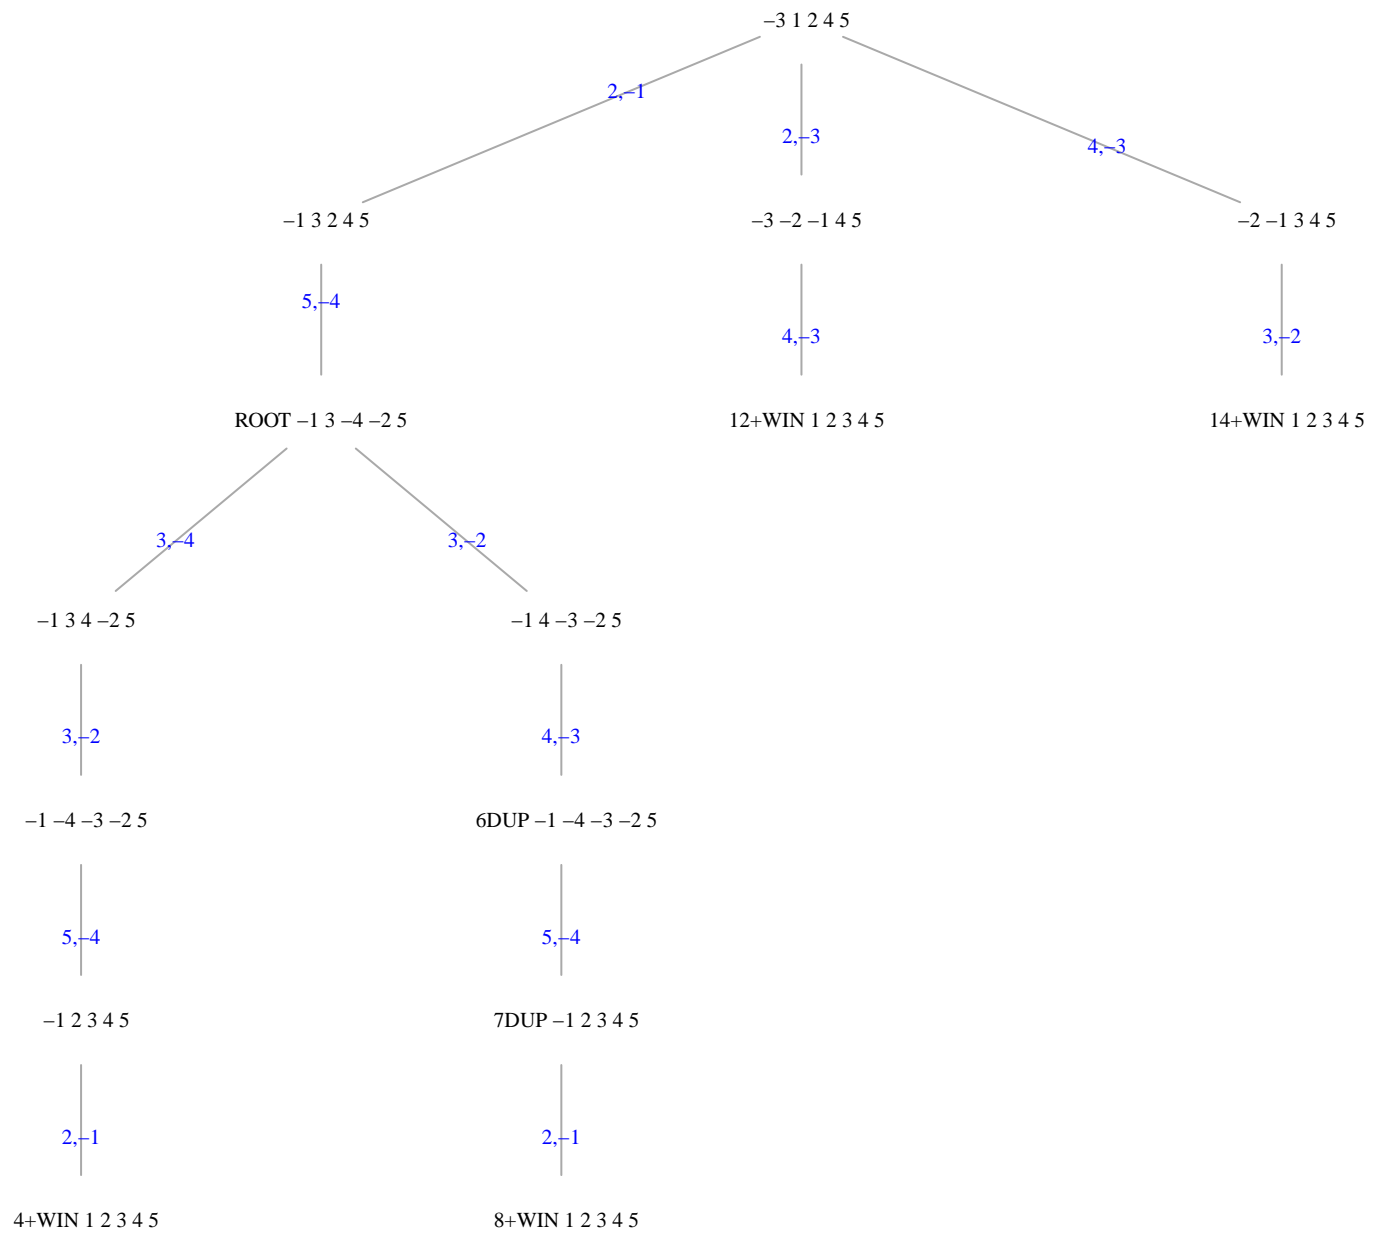 –3 1 2 4 5
2,–1
2,–3
4,–3
–1 3 2 4 5
–3 –2 –1 4 5
–2 –1 3 4 5
5,–4
4,–3
3,–2
ROOT –1 3 –4 –2 5
12+WIN 1 2 3 4 5
14+WIN 1 2 3 4 5
3,–4
3,–2
–1 3 4 –2 5
–1 4 –3 –2 5
3,–2
4,–3
–1 –4 –3 –2 5
6DUP –1 –4 –3 –2 5
5,–4
5,–4
–1 2 3 4 5
7DUP –1 2 3 4 5
2,–1
2,–1
4+WIN 1 2 3 4 5
8+WIN 1 2 3 4 5